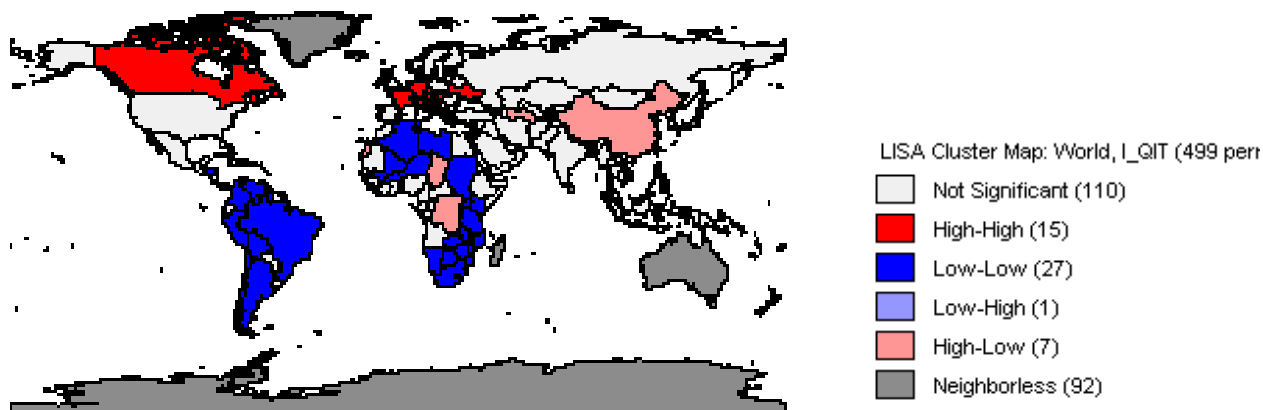 LISA Cluster Map: World, I_QIT (499 perr
Not Significant (110)
High-High (15)
Low-Low (27)
Low-High (1)
High-Low (7)
Neighborless (92)